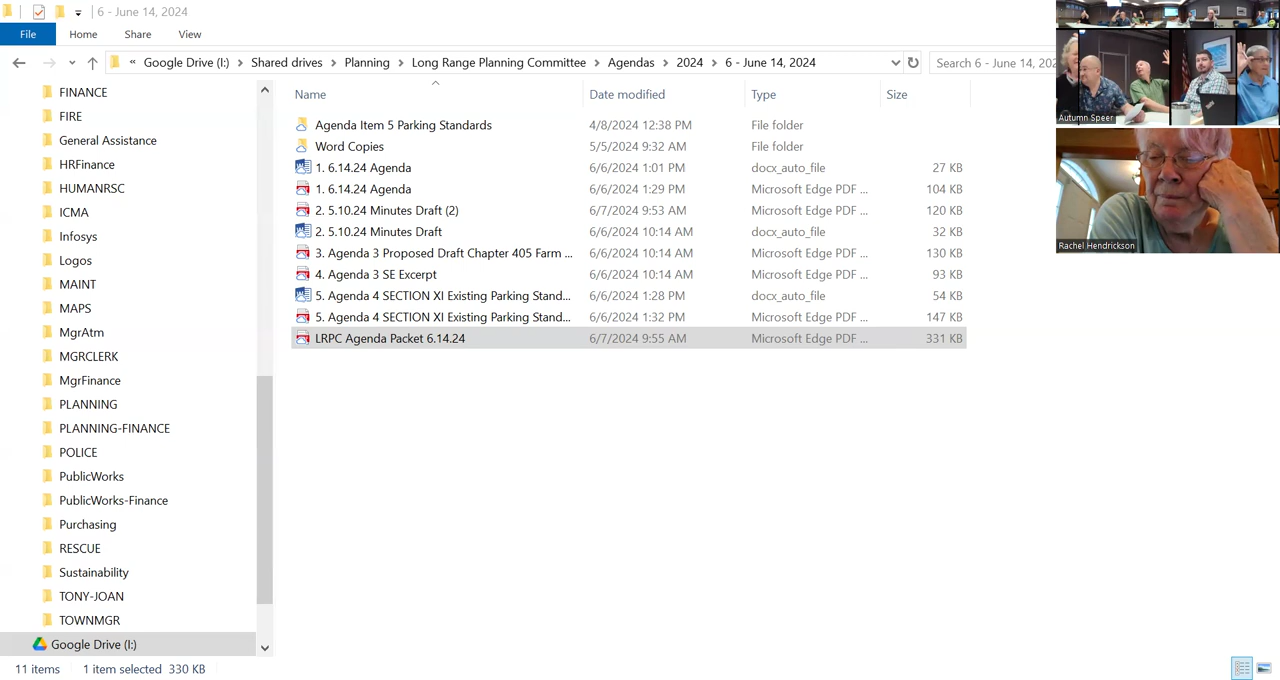 6 - June 14, 2024
File Home Share View
« Google Drive (I:) > Shared drives > Planning > Long Range Planning Committee > Agendas > 2024 > 6 - June 14, 2024
Search 6 - June 14, 202
Name Date modified Type Size
FINANCE
FIRE
General Assistance
HRFinance
HUMANRSC
ICMA
Infosys
Logos
MAINT
MAPS
MgrAtm
MGRCLERK
MgrFinance
PLANNING
PLANNING-FINANCE
POLICE
PublicWorks
PublicWorks-Finance
Purchasing
RESCUE
Sustainability
TONY-JOAN
TOWNMGR
Google Drive (I:)
Agenda Item 5 Parking Standards 4/8/2024 12:38 PM File folder
Word Copies 5/5/2024 9:32 AM File folder
1. 6.14.24 Agenda 6/6/2024 1:01 PM docx_auto_file 27 KB
1. 6.14.24 Agenda 6/6/2024 1:29 PM Microsoft Edge PDF ... 104 KB
2. 5.10.24 Minutes Draft (2) 6/7/2024 9:53 AM Microsoft Edge PDF ... 120 KB
2. 5.10.24 Minutes Draft 6/6/2024 10:14 AM docx_auto_file 32 KB
3. Agenda 3 Proposed Draft Chapter 405 Farm ... 6/6/2024 10:14 AM Microsoft Edge PDF ... 130 KB
4. Agenda 3 SE Excerpt 6/6/2024 10:14 AM Microsoft Edge PDF ... 93 KB
5. Agenda 4 SECTION XI Existing Parking Stand... 6/6/2024 1:28 PM docx_auto_file 54 KB
5. Agenda 4 SECTION XI Existing Parking Stand... 6/6/2024 1:32 PM Microsoft Edge PDF ... 147 KB
LRPC Agenda Packet 6.14.24 6/7/2024 9:55 AM Microsoft Edge PDF ... 331 KB
11 items 1 item selected 330 KB
Autumn Speer
Rachel Hendrickson